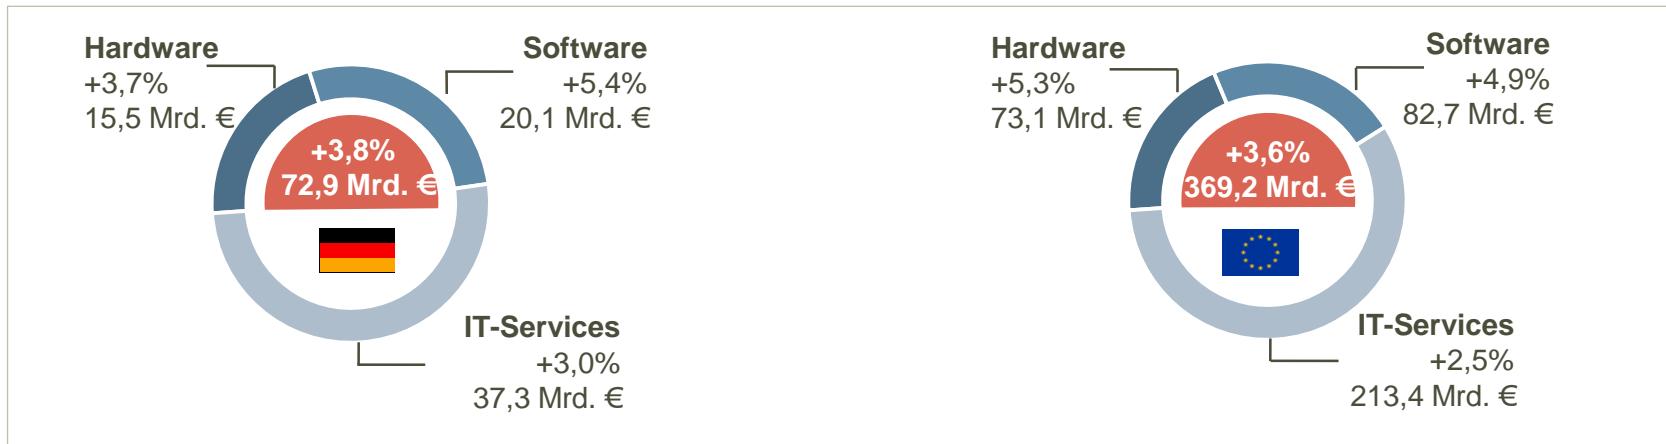 Hardware
+3,7%
15,5 Mrd. €
Software
+5,4%
20,1 Mrd. €
+3,8%
72,9 Mrd. €
IT-Services
+3,0%
37,3 Mrd. €
Hardware
+5,3%
73,1 Mrd. €
Software
+4,9%
82,7 Mrd. €
+3,6%
369,2 Mrd. €
IT-Services
+2,5%
213,4 Mrd. €